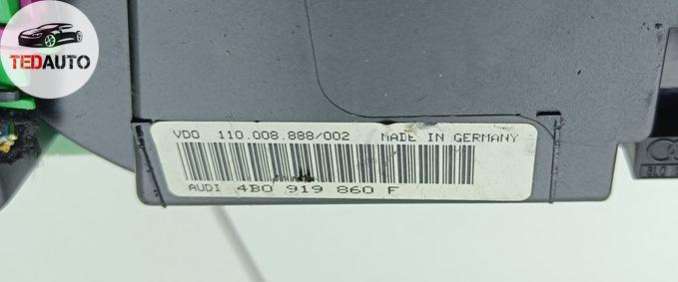 TEDAUTO
VDO 110.008.888/002 MADE IN GERMANY
AUDI 4B0 919 860 F